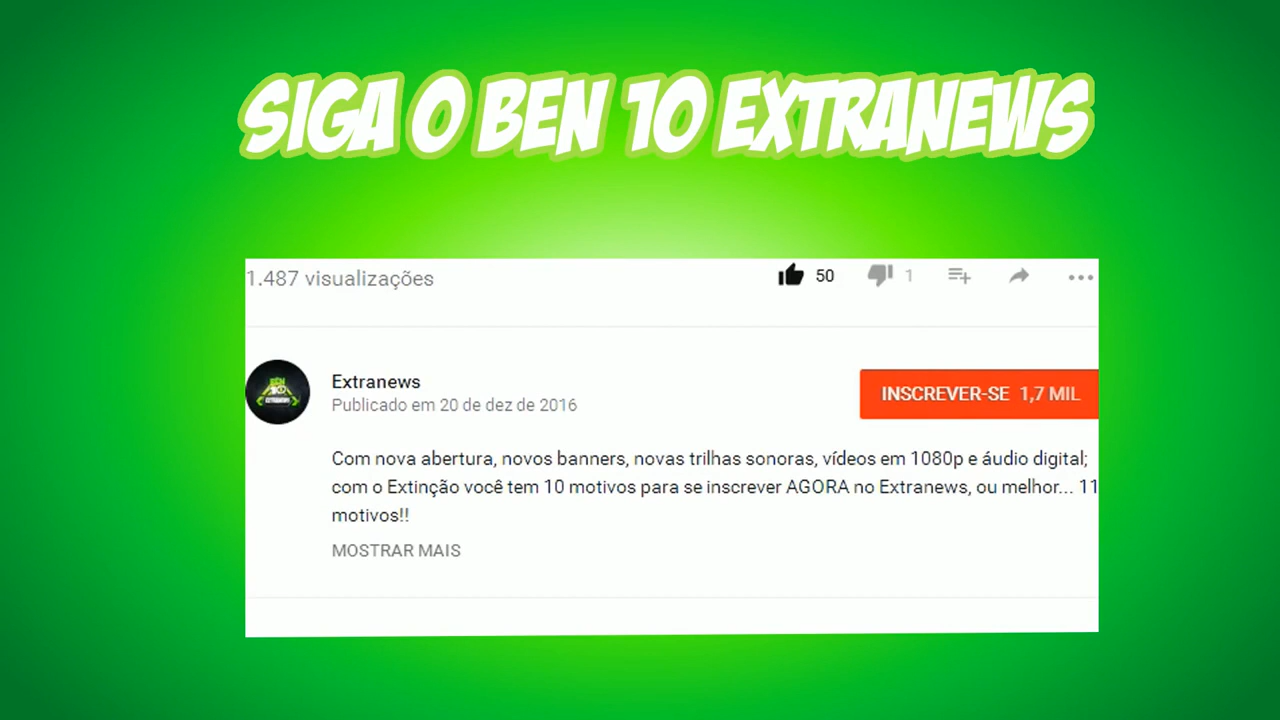 SIGA O BEN 10 EXTRANEWS
1.487 visualizações
50
1
Extranews
Publicado em 20 de dez de 2016
INSCREVER-SE 1,7 MIL
Com nova abertura, novos banners, novas trilhas sonoras, vídeos em 1080p e áudio digital;
com o Extinção você tem 10 motivos para se inscrever AGORA no Extranews, ou melhor... 11
motivos!!
MOSTRAR MAIS